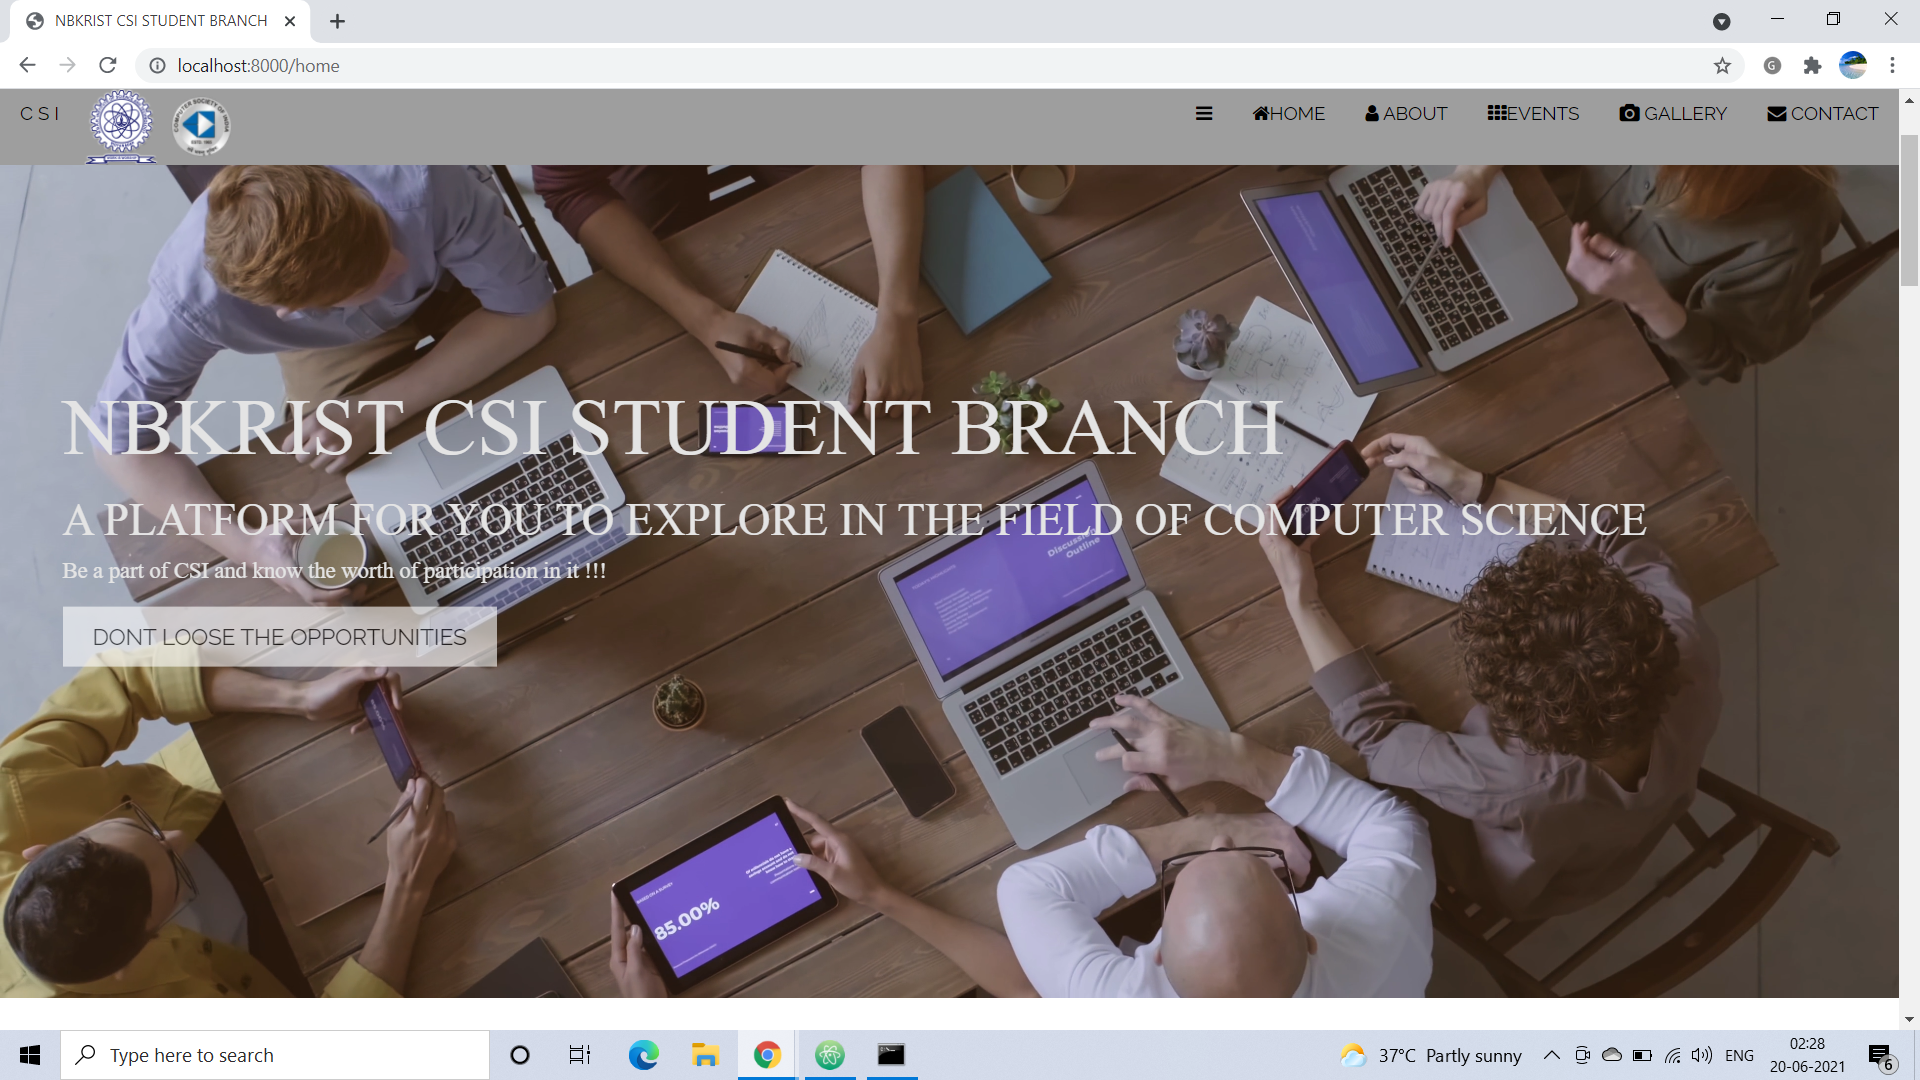 NBKRIST CSI STUDENT BRANCH
localhost:8000/home
G
C S I
HOME
ABOUT
EVENTS
GALLERY
CONTACT
NBKRIST CSI STUDENT BRANCH
A PLATFORM FOR YOU TO EXPLORE IN THE FIELD OF COMPUTER SCIENCE
Be a part of CSI and know the worth of participation in it !!!
DONT LOOSE THE OPPORTUNITIES
Discussion
Outline
BASED ON A SURVEY
85.00%
Type here to search
37°C Partly sunny
ENG
02:28
20-06-2021
6